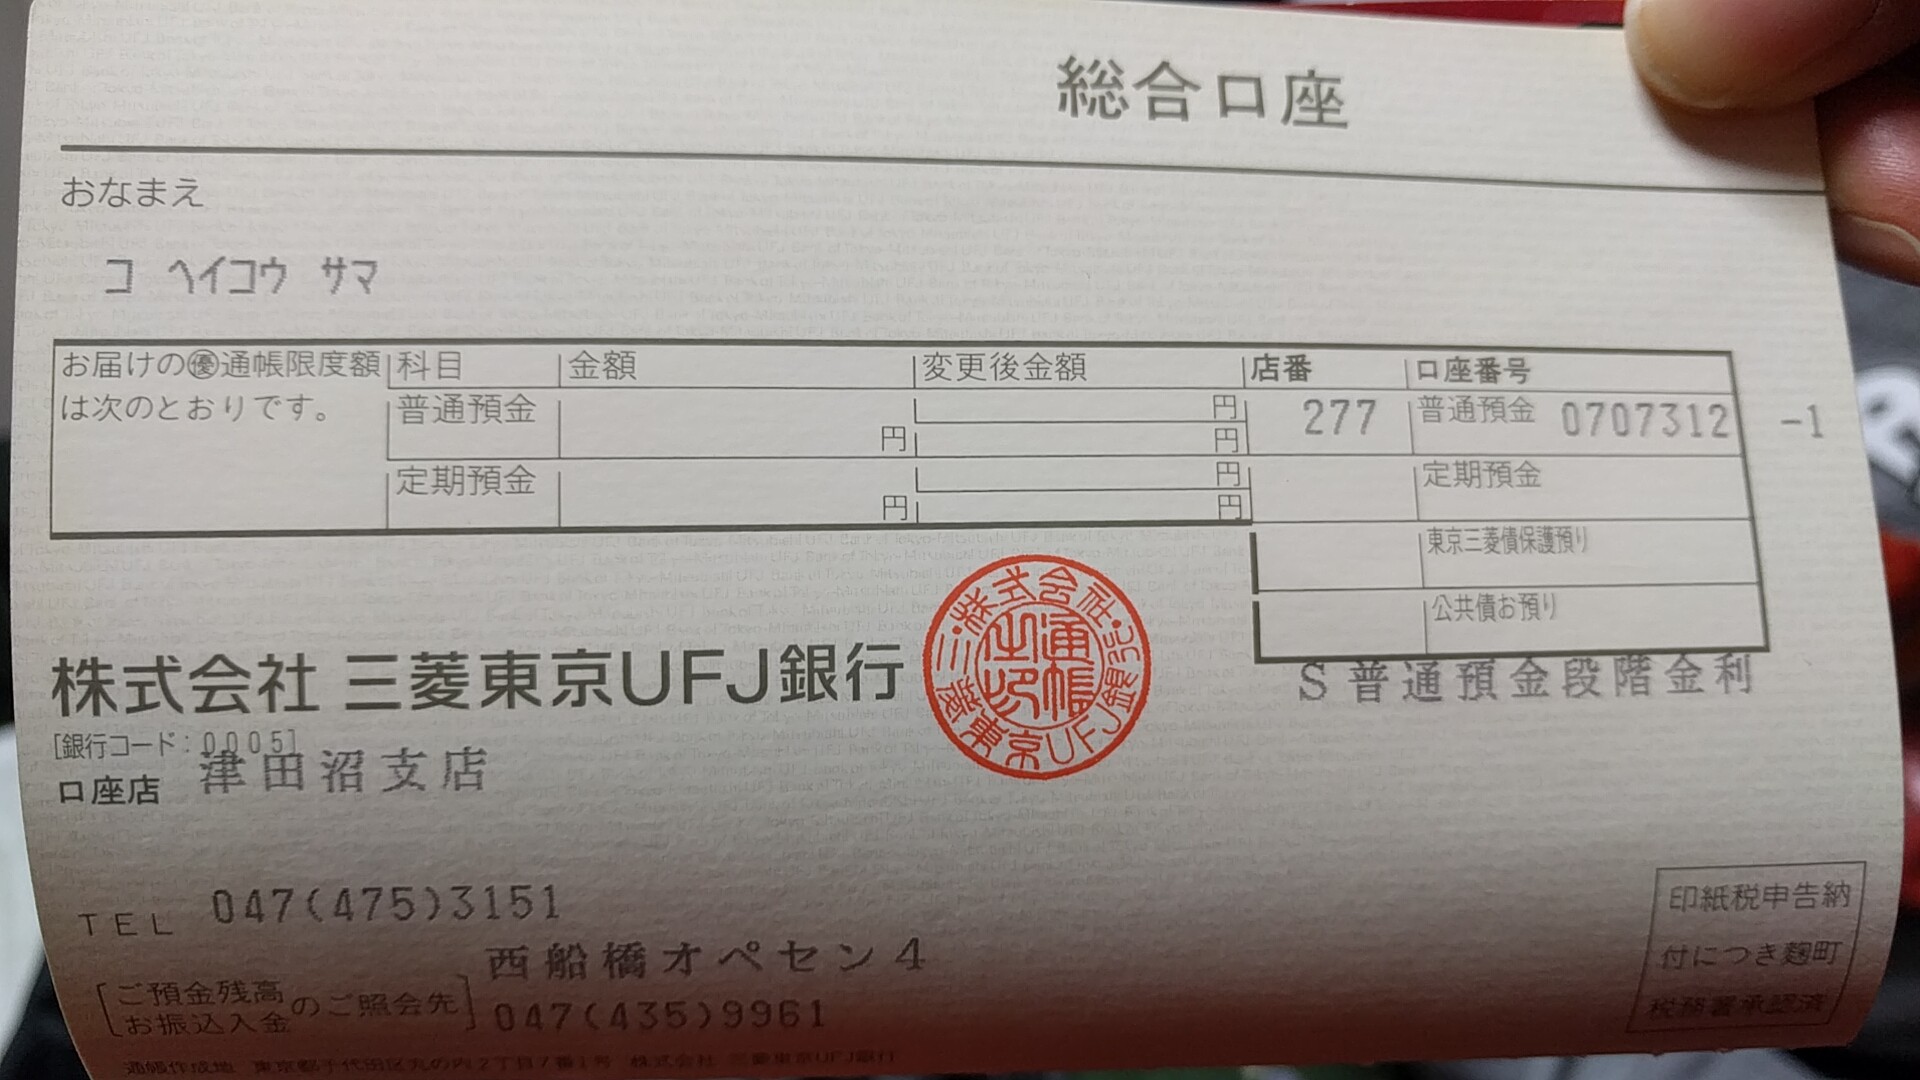 総合口座
おなまえ
コ ヘイコウ サマ
お届けの㊝通帳限度額は次のとおりです。
科目 金額 変更後金額 店番 口座番号
普通預金 円 円 円 277 普通預金 0707312 -1
定期預金 円 円 円 定期預金
東京三菱債保護預り
公共債お預り
S普通預金段階金利
株式会社 三菱東京UFJ銀行
株式会社・三菱東京UFJ銀行
通帳之印
[銀行コード:0005]
口座店 津田沼支店
TEL 047(475)3151
西船橋オペセン4
[ご預金残高 お振込入金 のご照会先] 047(435)9961
印紙税申告納
付につき麹町
税務署承認済
通帳作成地 東京都千代田区丸の内2丁目7番1号 株式会社 三菱東京UFJ銀行